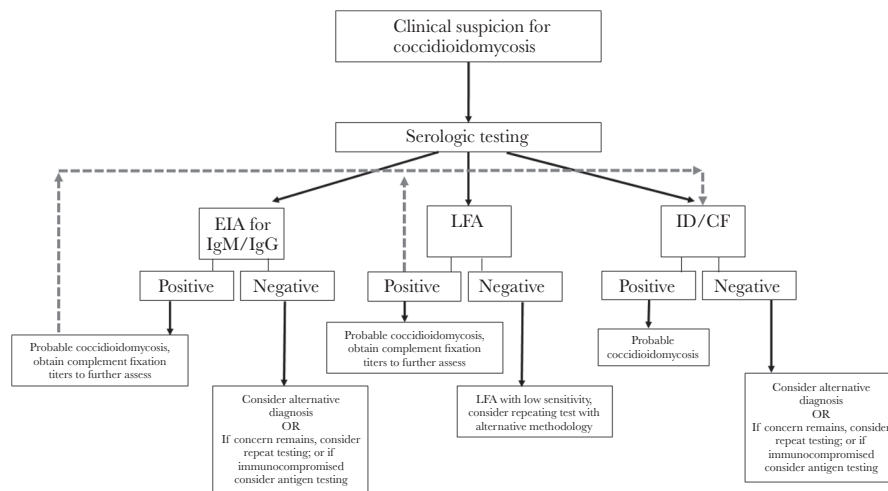 Clinical suspicion for
coccidioidomycosis
Serologic testing
EIA for
IgM/IgG
LFA
ID/CF
Positive
Negative
Positive
Negative
Positive
Negative
Probable coccidioidomycosis,
obtain complement fixation
titers to further assess
Probable coccidioidomycosis,
obtain complement fixation
titers to further assess
Probable
coccidioidomycosis
Consider alternative
diagnosis
OR
If concern remains, consider
repeat testing; or if
immunocompromised
consider antigen testing
LFA with low sensitivity,
consider repeating test with
alternative methodology
Consider alternative
diagnosis
OR
If concern remains, consider
repeat testing; or if
immunocompromised
consider antigen testing